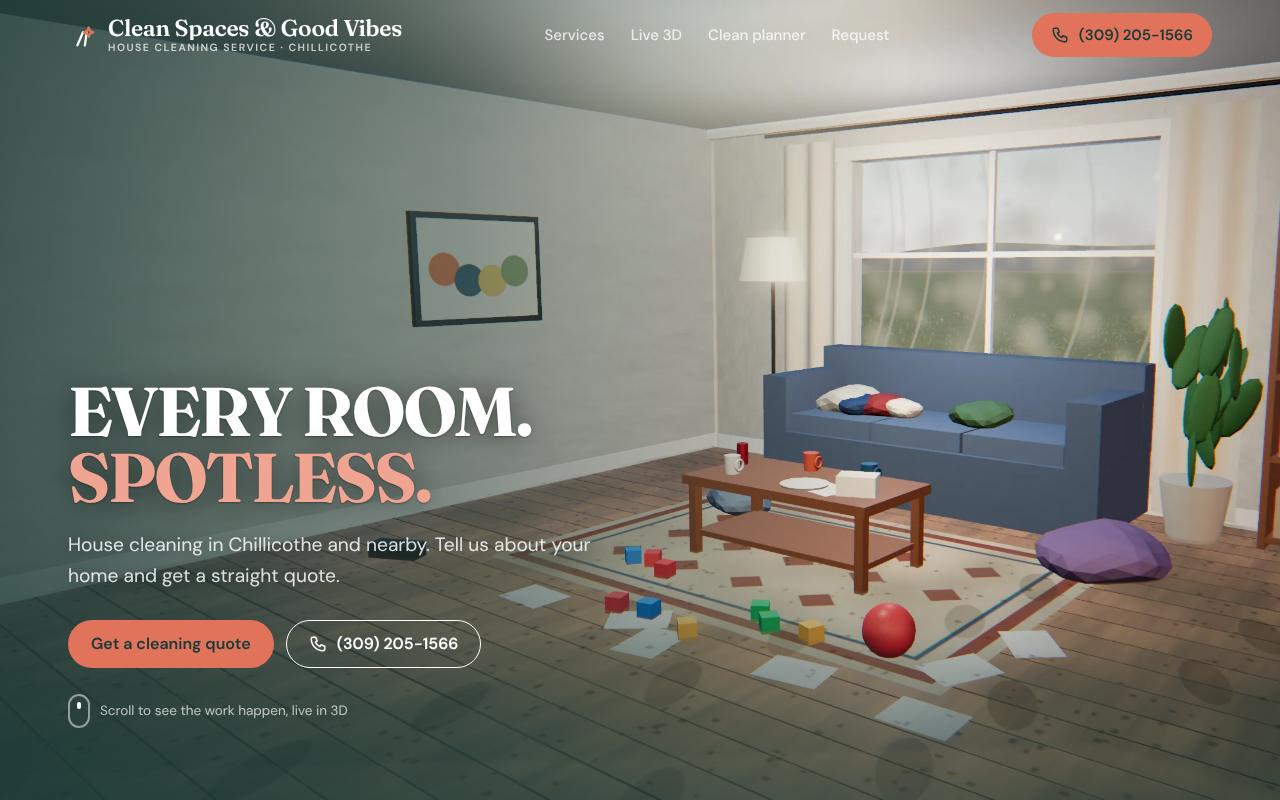 Clean Spaces & Good Vibes
HOUSE CLEANING SERVICE · CHILLICOTHE
Services
Live 3D
Clean planner
Request
(309) 205-1566
EVERY ROOM.
SPOTLESS.
House cleaning in Chillicothe and nearby. Tell us about your
home and get a straight quote.
Get a cleaning quote
(309) 205-1566
Scroll to see the work happen, live in 3D